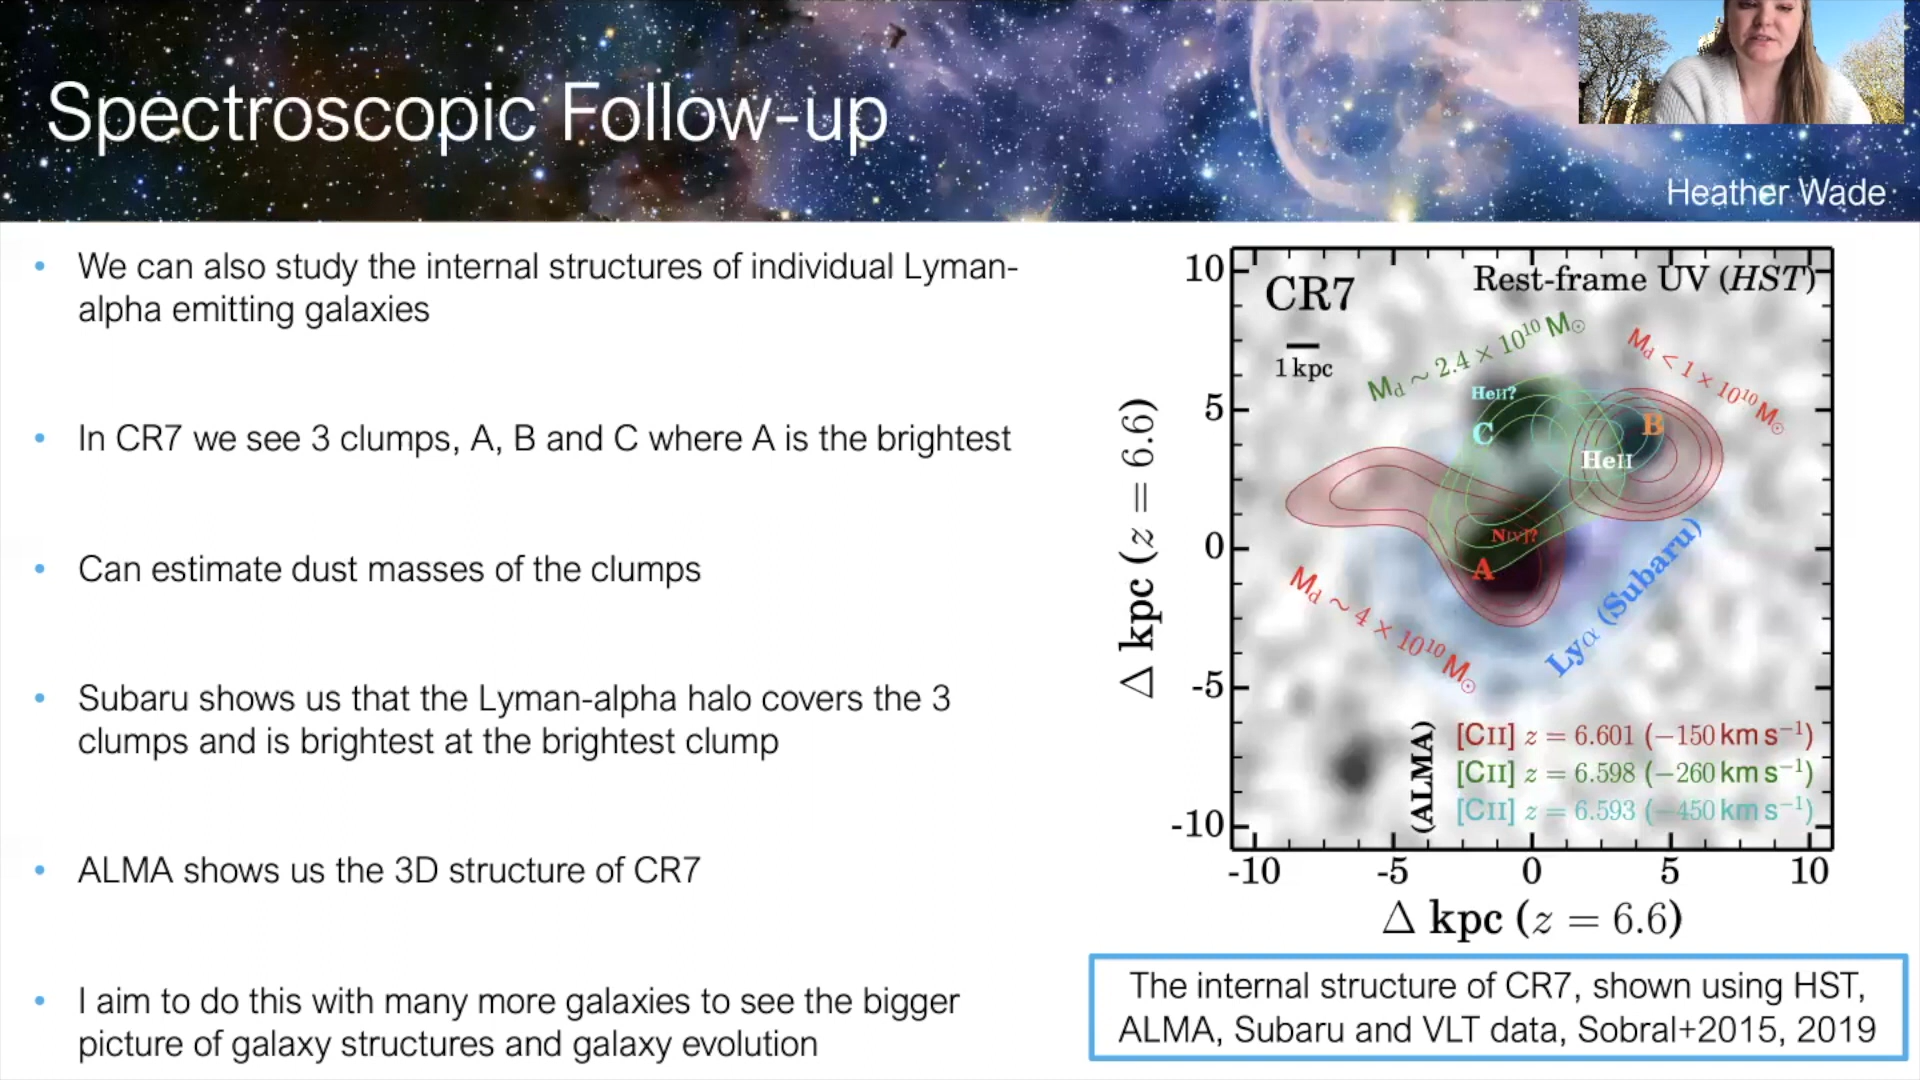 Spectroscopic Follow-up
Heather Wade
• We can also study the internal structures of individual Lyman-
alpha emitting galaxies
• In CR7 we see 3 clumps, A, B and C where A is the brightest
• Can estimate dust masses of the clumps
• Subaru shows us that the Lyman-alpha halo covers the 3
clumps and is brightest at the brightest clump
• ALMA shows us the 3D structure of CR7
• I aim to do this with many more galaxies to see the bigger
picture of galaxy structures and galaxy evolution
CR7
Rest-frame UV (HST)
1 kpc
M_d ∼ 2.4 × 10¹⁰ M_⊙
M_d < 1 × 10¹⁰ M_⊙
HeII?
C
B
HeII
N[V]?
A
M_d ∼ 4 × 10¹⁰ M_⊙
Lyα (Subaru)
(ALMA)
[CII] z = 6.601 (−150 km s⁻¹)
[CII] z = 6.598 (−260 km s⁻¹)
[CII] z = 6.593 (−450 km s⁻¹)
10
5
0
-5
-10
Δ kpc (z = 6.6)
-10 -5 0 5 10
Δ kpc (z = 6.6)
The internal structure of CR7, shown using HST,
ALMA, Subaru and VLT data, Sobral+2015, 2019